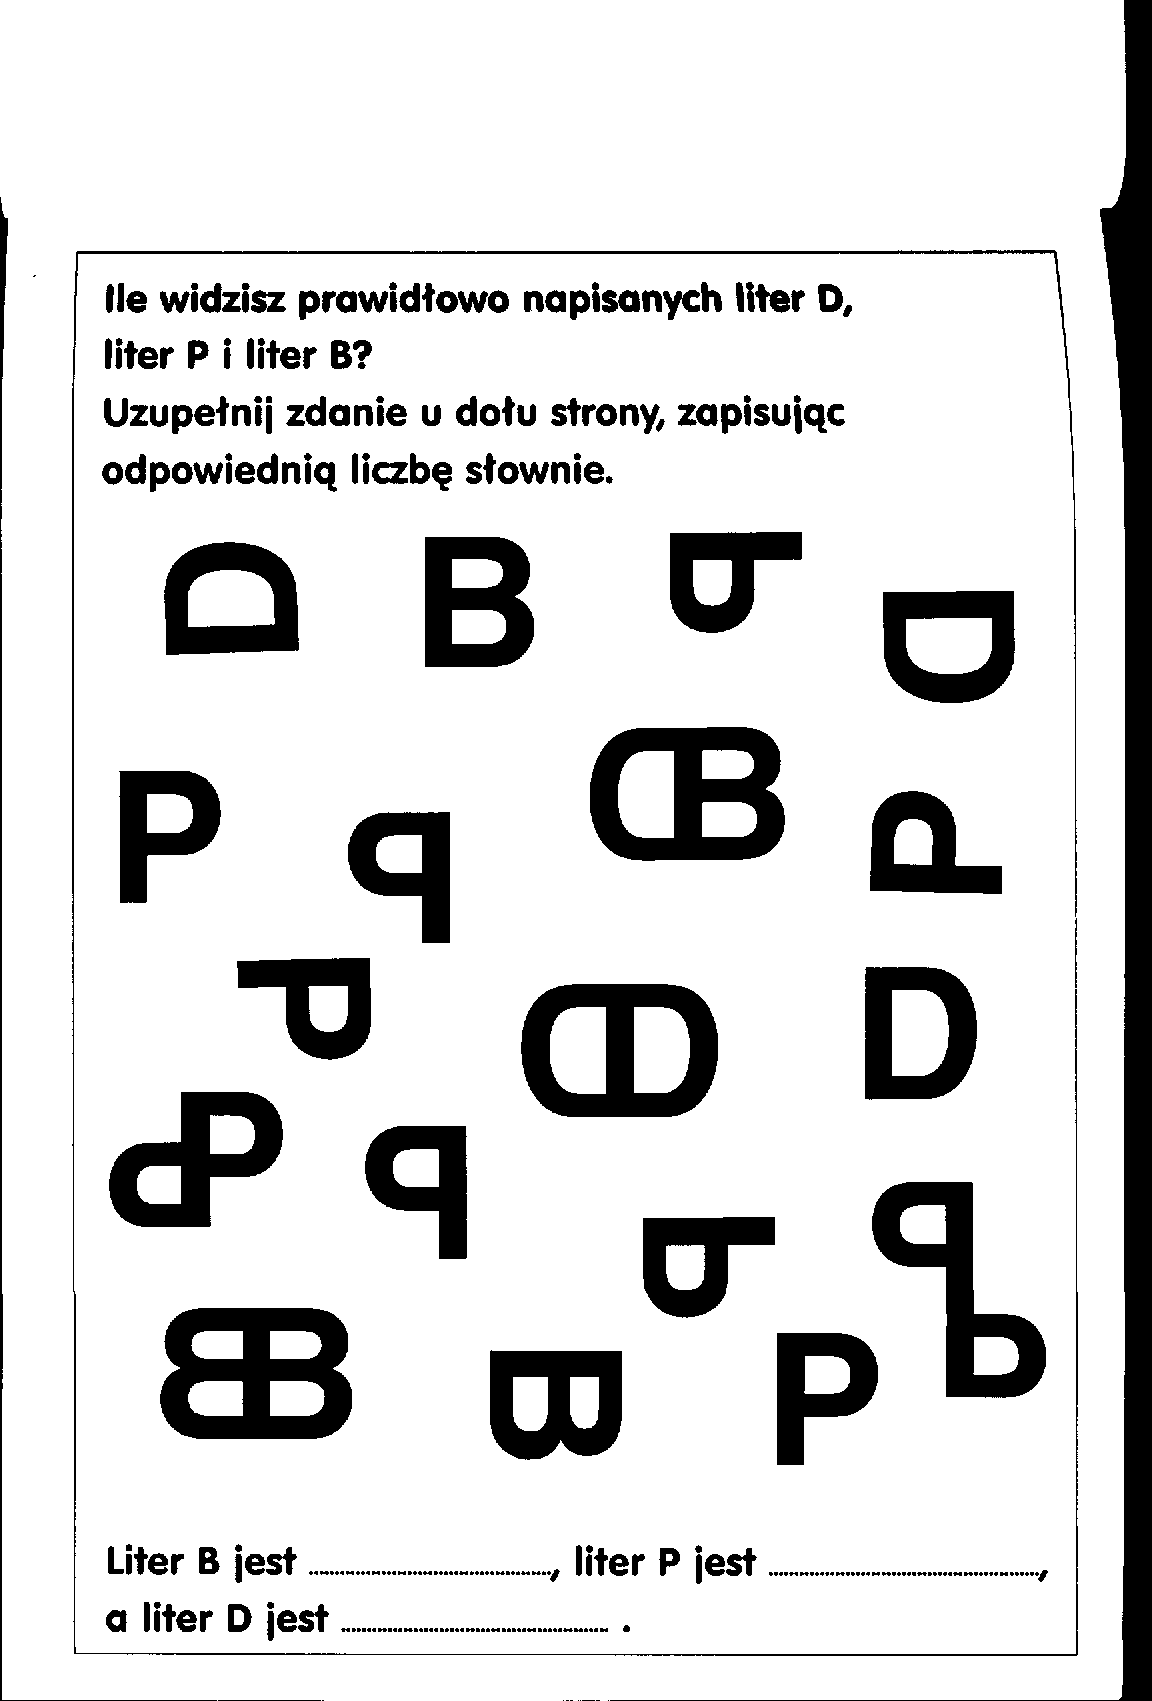 Ile widzisz prawidłowo napisanych liter D,
liter P i liter B?
Uzupełnij zdanie u dołu strony, zapisując
odpowiednią liczbę słownie.
D B P D
P P D B P
P D D D
P P P P P P
B B B P
Liter B jest ........................, liter P jest ........................,
a liter D jest ........................ .